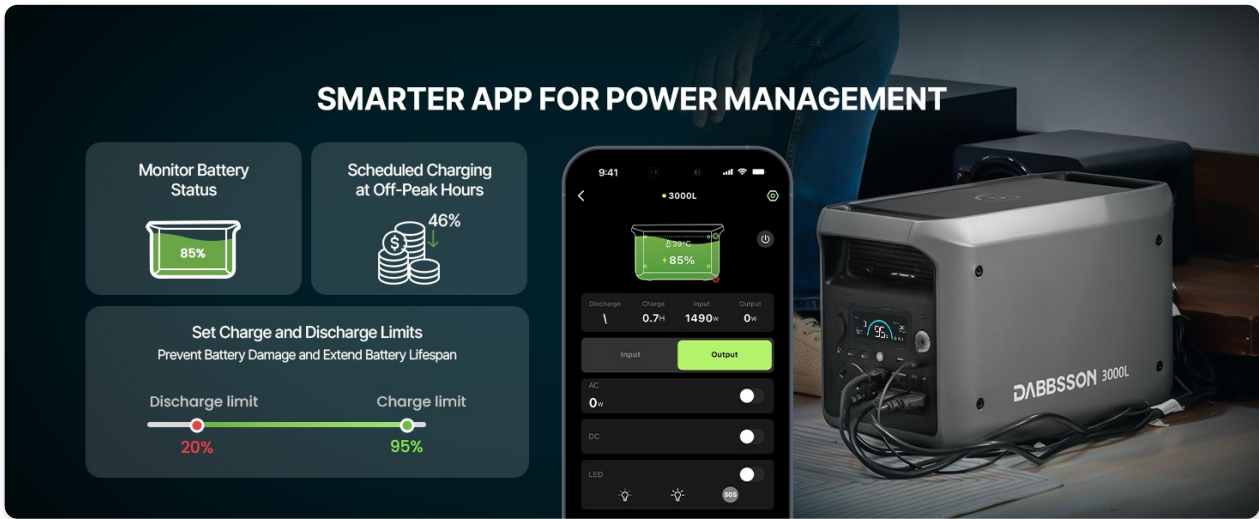 SMARTER APP FOR POWER MANAGEMENT
Monitor Battery
Status
85%
Scheduled Charging
at Off-Peak Hours
46%
$
Set Charge and Discharge Limits
Prevent Battery Damage and Extend Battery Lifespan
Discharge limit
Charge limit
20%
95%
9:41
3000L
39°C
85%
Discharge
Charge
Input
Output
\
0.7H
1490w
0w
Input
Output
AC
0w
DC
LED
SOS
DABBSSON 3000L